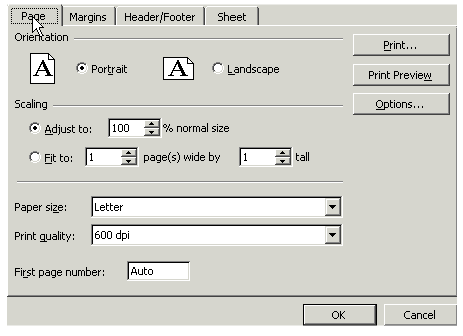 Page Margins Header/Footer Sheet
Orientation
A Portrait A Landscape
Print...
Print Preview
Options...
Scaling
Adjust to: 100 % normal size
Fit to: 1 page(s) wide by 1 tall
Paper size: Letter
Print quality: 600 dpi
First page number: Auto
OK Cancel